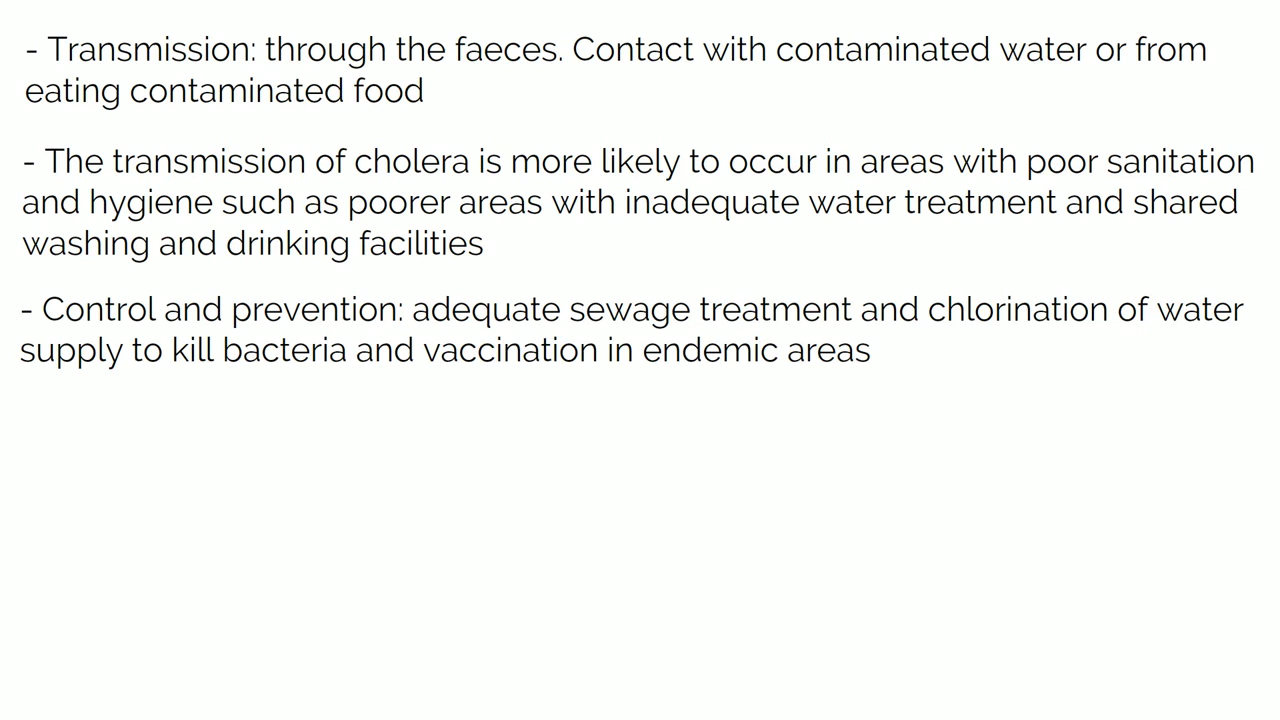 - Transmission: through the faeces. Contact with contaminated water or from
eating contaminated food
- The transmission of cholera is more likely to occur in areas with poor sanitation
and hygiene such as poorer areas with inadequate water treatment and shared
washing and drinking facilities
- Control and prevention: adequate sewage treatment and chlorination of water
supply to kill bacteria and vaccination in endemic areas